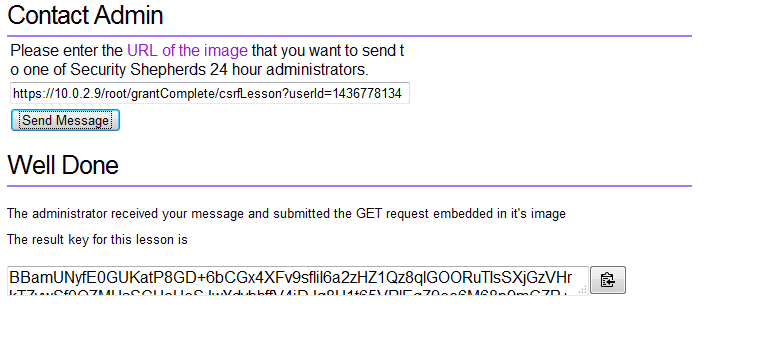 Contact Admin
Please enter the URL of the image that you want to send t
o one of Security Shepherds 24 hour administrators.
https://10.0.2.9/root/grantComplete/csrfLesson?userId=1436778134
Send Message
Well Done
The administrator received your message and submitted the GET request embedded in it's image
The result key for this lesson is
BBamUNyfE0GUKatP8GD+6bCGx4XFv9sfliI6a2zHZ1Qz8qlGOORuTlsSXjGzVHr